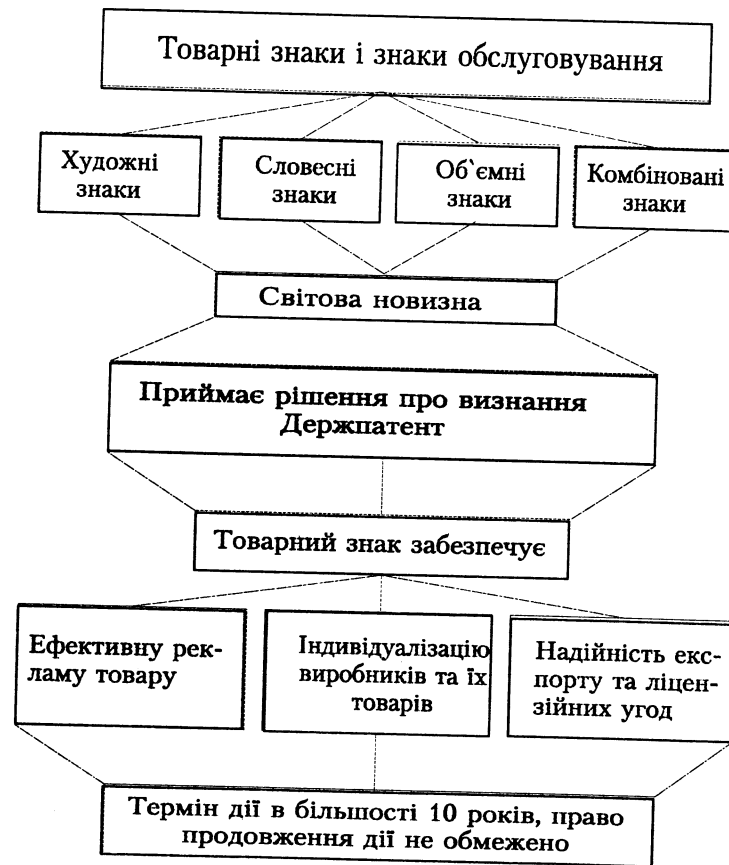 Товарні знаки і знаки обслуговування
Художні
знаки
Словесні
знаки
Об`ємні
знаки
Комбіновані
знаки
Світова новизна
Приймає рішення про визнання
Держпатент
Товарний знак забезпечує
Ефективну рек-
ламу товару
Індивідуалізацію
виробників та їх
товарів
Надійність екс-
порту та ліцен-
зійних угод
Термін дії в більшості 10 років, право
продовження дії не обмежено